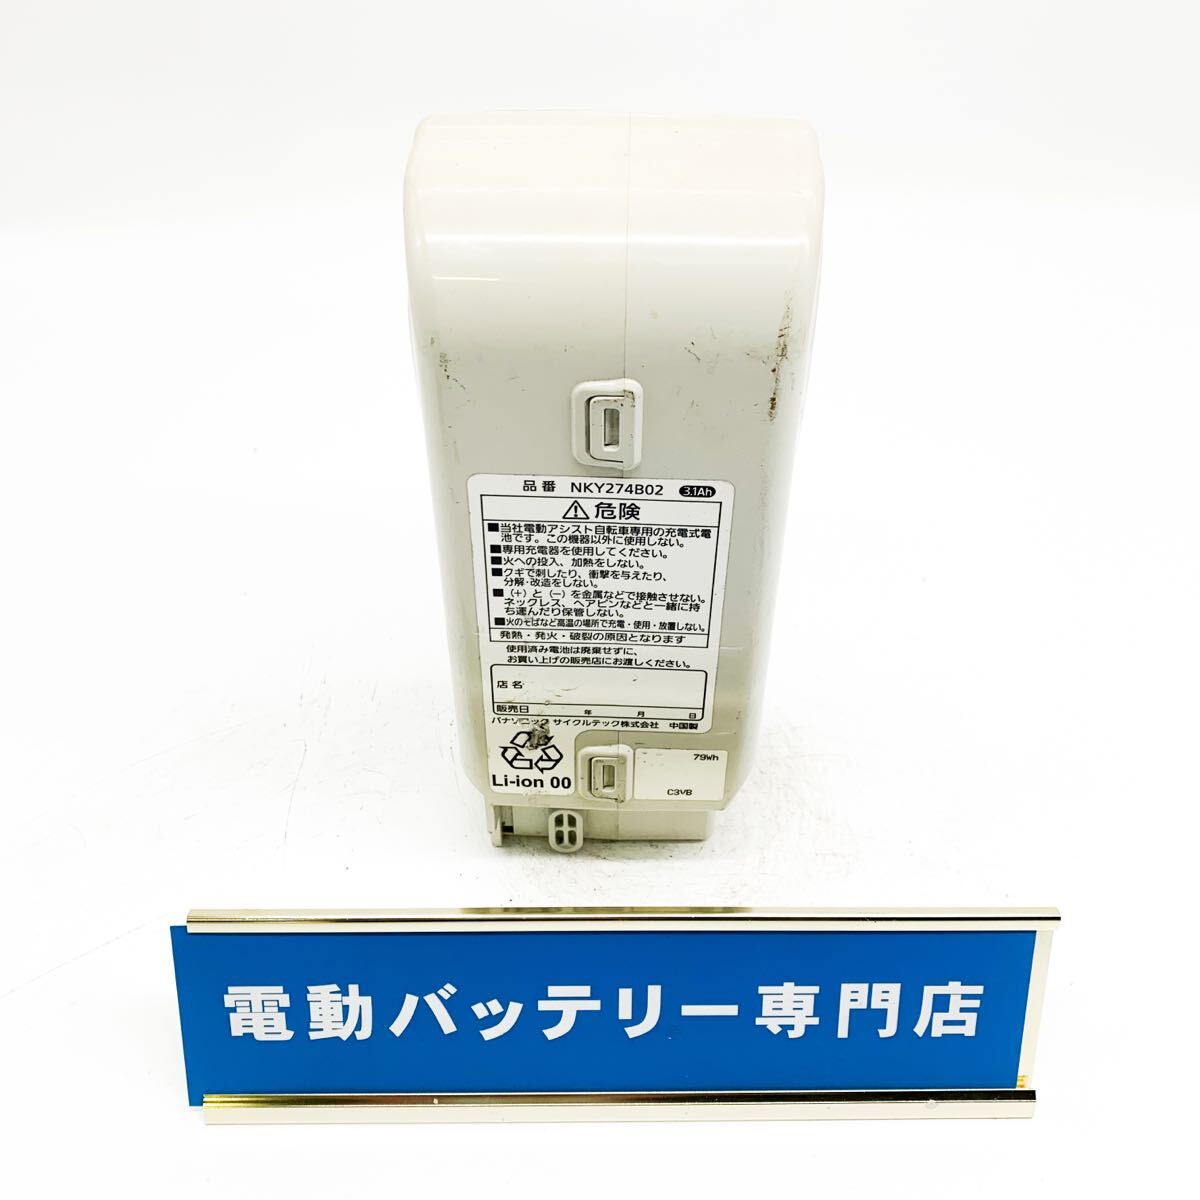 品番 NKY274B02 3.1Ah
危険
■当社電動アシスト自転車専用の充電式電
池です。この機器以外に使用しない。
■専用充電器を使用してください。
■火への投入、加熱をしない。
■クギで刺したり、衝撃を与えたり、
分解・改造をしない。
■(+)と(−)を金属などで接触させない。
ネックレス、ヘアピンなどと一緒に持
ち運んだり保管しない。
■火のそばなど高温の場所で充電・使用・放置しない。
発熱・発火・破裂の原因となります
使用済み電池は廃棄せずに、
お買い上げの販売店にお渡しください。
店名
販売日 年 月 日
パナソニック サイクルテック株式会社 中国製
Li-ion 00
79Wh
C3VB
電動バッテリー専門店